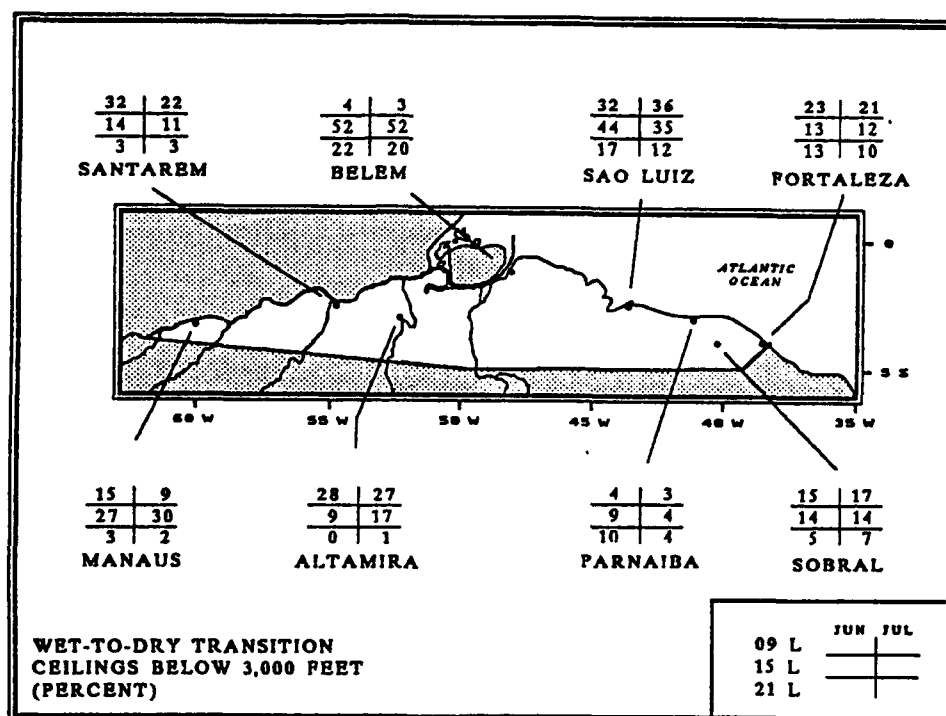 32 22
14 11
3 3
SANTAREM
4 3
52 52
22 20
BELEM
32 36
44 35
17 12
SAO LUIZ
23 21
13 12
13 10
FORTALEZA
0
ATLANTIC
OCEAN
5 S
60 W
55 W
50 W
45 W
40 W
35 W
15 9
27 30
3 2
MANAUS
28 27
9 17
0 1
ALTAMIRA
4 3
9 4
10 4
PARNAIBA
15 17
14 14
5 7
SOBRAL
WET-TO-DRY TRANSITION
CEILINGS BELOW 3,000 FEET
(PERCENT)
JUN JUL
09 L
15 L
21 L